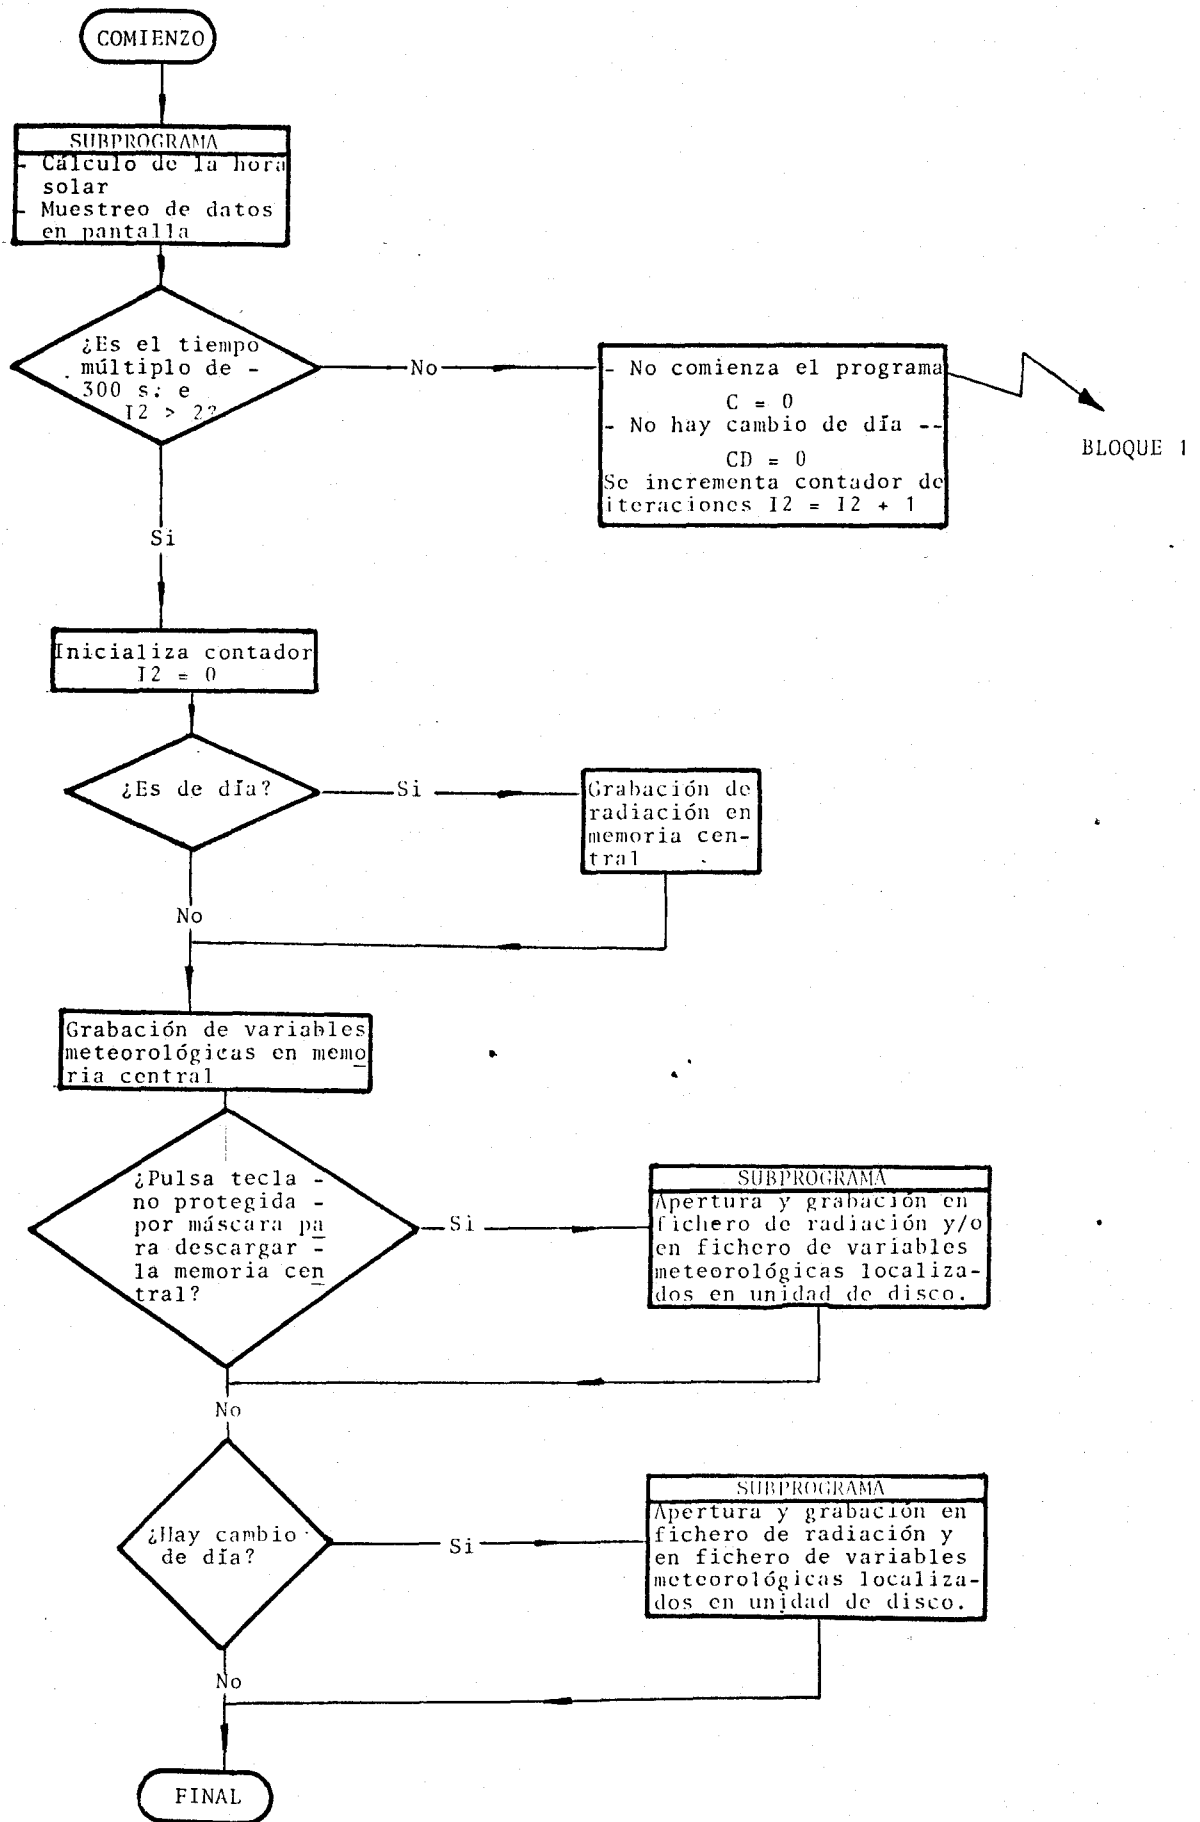 COMIENZO
SUBPROGRAMA
- Cálculo de la hora
solar
- Muestreo de datos
en pantalla
¿Es el tiempo
múltiplo de -
300 s. e
I2 > 2?
No
- No comienza el programa
C = 0
- No hay cambio de día --
CD = 0
Se incrementa contador de
iteraciones I2 = I2 + 1
BLOQUE 1
Si
Inicializa contador
I2 = 0
¿Es de día?
Si
Grabación de
radiación en
memoria cen-
tral
No
Grabación de variables
meteorológicas en memo
ria central
¿Pulsa tecla -
no protegida -
por máscara pa
ra descargar -
la memoria cen
tral?
Si
SUBPROGRAMA
Apertura y grabación en
fichero de radiación y/o
en fichero de variables
meteorológicas localiza-
dos en unidad de disco.
No
¿Hay cambio
de día?
Si
SUBPROGRAMA
Apertura y grabación en
fichero de radiación y
en fichero de variables
meteorológicas localiza-
dos en unidad de disco.
No
FINAL